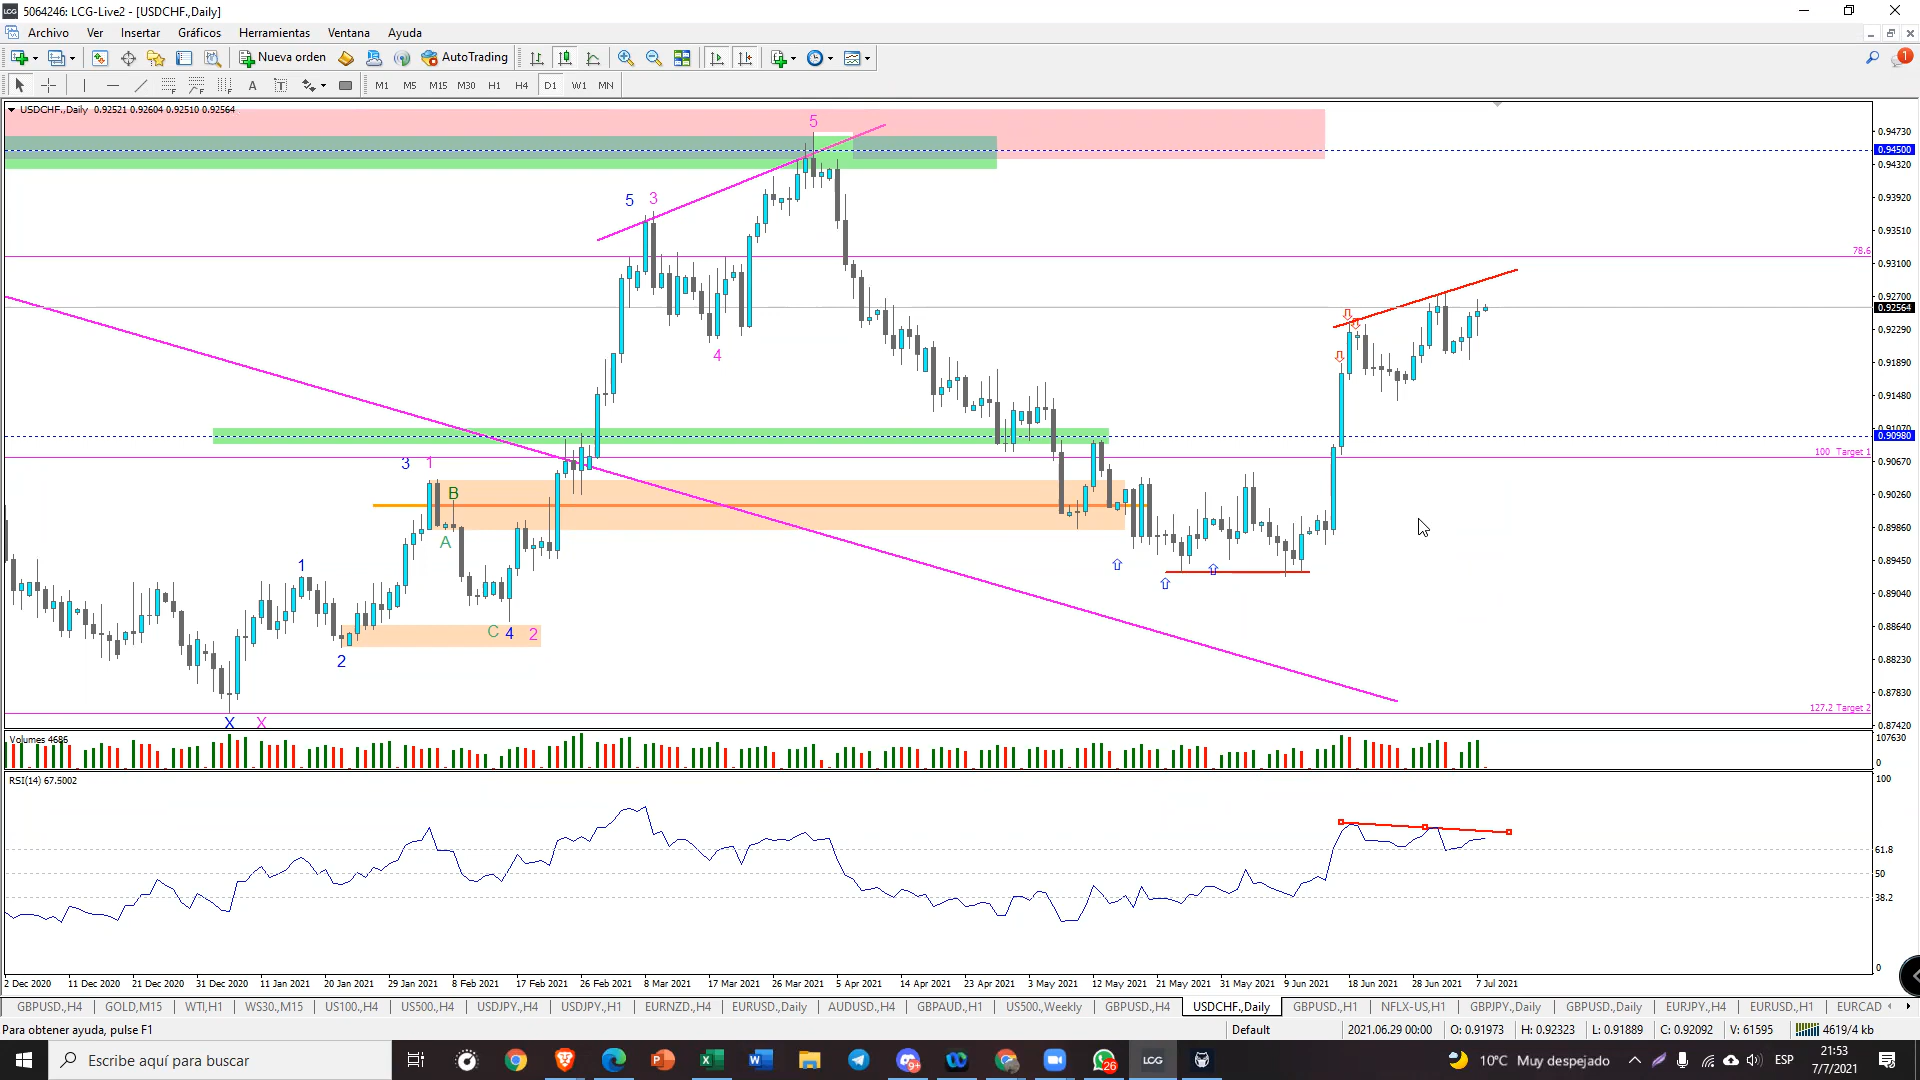 5064246: LCG-Live2 - [USDCHF.,Daily]
Archivo Ver Insertar Gráficos Herramientas Ventana Ayuda
Nueva orden AutoTrading
M1 M5 M15 M30 H1 H4 D1 W1 MN
USDCHF.,Daily 0.92521 0.92604 0.92510 0.92564
5
0.94730
0.94500
0.94320
5 3
0.93920
0.93510
78.6
0.93100
0.92700
0.92564
0.92290
4
0.91890
0.91480
0.91070
0.90980
100 Target 1
3 1
0.90670
B
0.90260
A
0.89860
1
0.89450
0.89040
C 4 2
0.88640
2
0.88230
0.87830
127.2 Target 2
X X
0.87420
Volumes 4686
107630
0
RSI(14) 67.5002
100
61.8
50
38.2
0
2 Dec 2020 11 Dec 2020 21 Dec 2020 31 Dec 2020 11 Jan 2021 20 Jan 2021 29 Jan 2021 8 Feb 2021 17 Feb 2021 26 Feb 2021 8 Mar 2021 17 Mar 2021 26 Mar 2021 5 Apr 2021 14 Apr 2021 23 Apr 2021 3 May 2021 12 May 2021 21 May 2021 31 May 2021 9 Jun 2021 18 Jun 2021 28 Jun 2021 7 Jul 2021
GBPUSD.,H4 GOLD,M15 WTI,H1 WS30.,M15 US100.,H4 US500.,H4 USDJPY.,H4 USDJPY.,H1 EURNZD.,H4 EURUSD.,Daily AUDUSD.,H4 GBPAUD.,H1 US500.,Weekly GBPUSD.,H4 USDCHF.,Daily GBPUSD.,H1 NFLX-US,H1 GBPJPY.,Daily GBPUSD.,Daily EURJPY.,H4 EURUSD.,H1 EURCAD
Para obtener ayuda, pulse F1 Default 2021.06.29 00:00 O: 0.91973 H: 0.92323 L: 0.91889 C: 0.92092 V: 61595 4619/4 kb
Escribe aquí para buscar 9+ 26 LCG 10°C Muy despejado ESP 21:53
7/7/2021